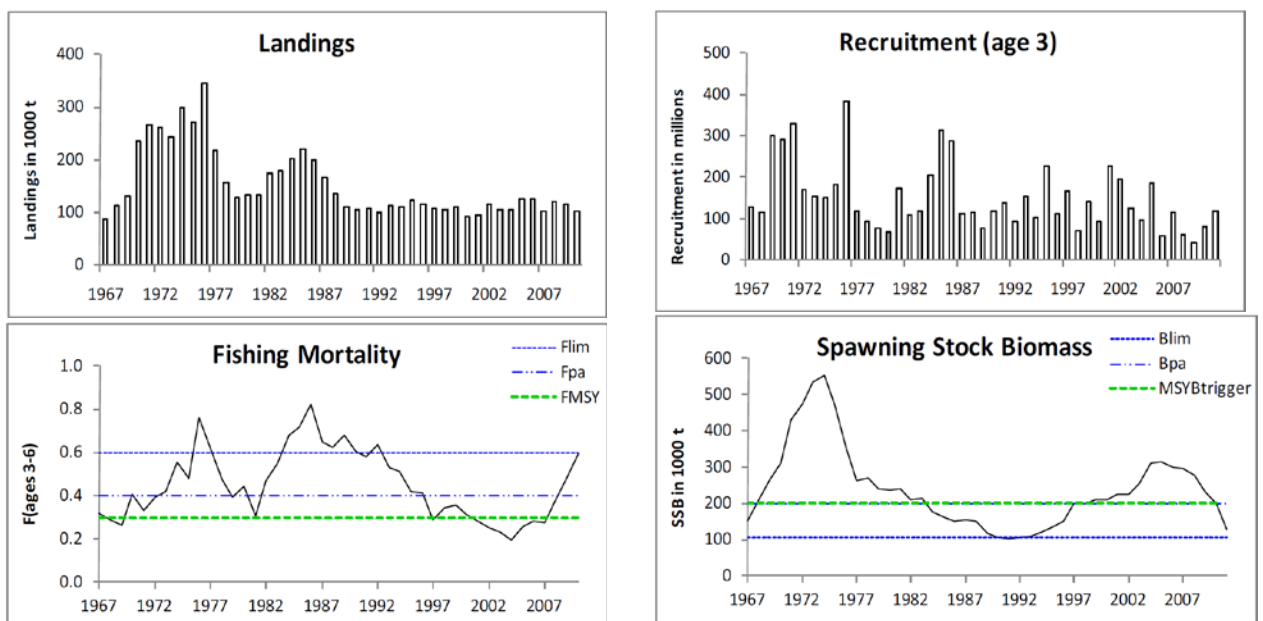 Landings
Landings in 1000 t
400
300
200
100
0
1967 1972 1977 1982 1987 1992 1997 2002 2007
Recruitment (age 3)
Recruitment in millions
500
400
300
200
100
0
1967 1972 1977 1982 1987 1992 1997 2002 2007
Fishing Mortality
Flim
Fpa
FMSY
F(ages 3-6)
1.0
0.8
0.6
0.4
0.2
0.0
1967 1972 1977 1982 1987 1992 1997 2002 2007
Spawning Stock Biomass
Blim
Bpa
MSYBtrigger
SSB in 1000 t
600
500
400
300
200
100
0
1967 1972 1977 1982 1987 1992 1997 2002 2007